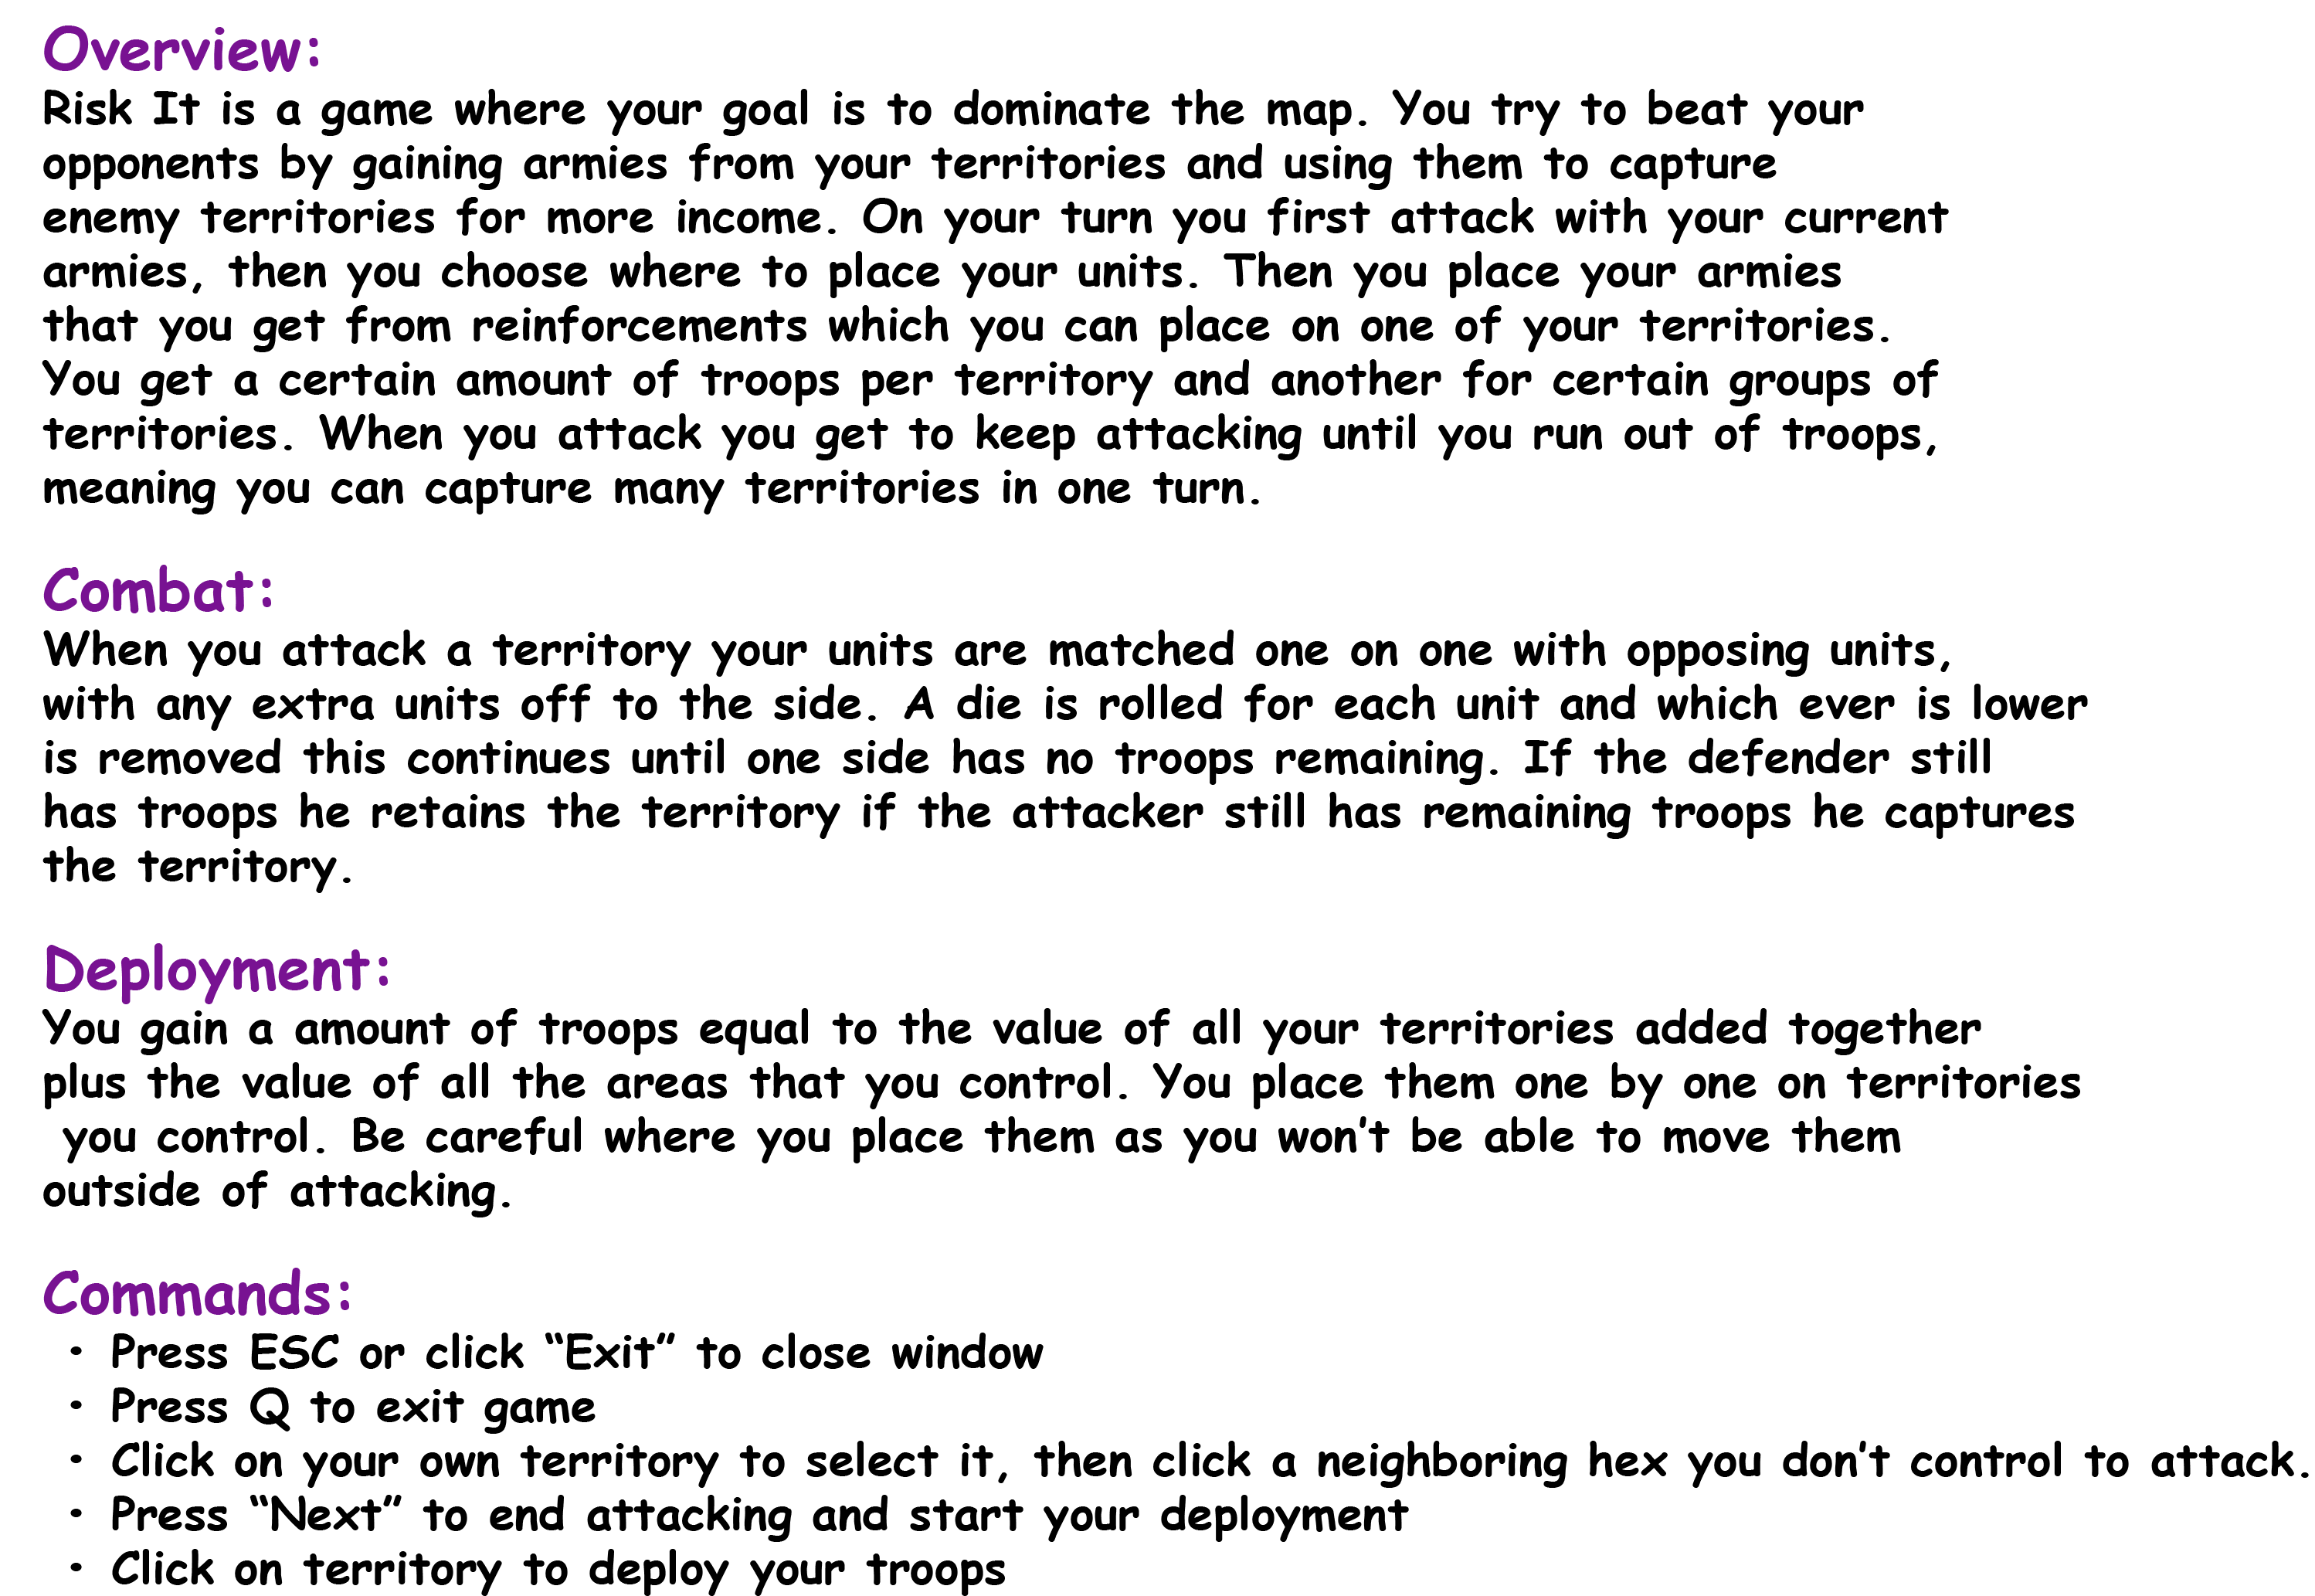 Overview:
Risk It is a game where your goal is to dominate the map. You try to beat your
opponents by gaining armies from your territories and using them to capture
enemy territories for more income. On your turn you first attack with your current
armies, then you choose where to place your units. Then you place your armies
that you get from reinforcements which you can place on one of your territories.
You get a certain amount of troops per territory and another for certain groups of
territories. When you attack you get to keep attacking until you run out of troops,
meaning you can capture many territories in one turn.
Combat:
When you attack a territory your units are matched one on one with opposing units,
with any extra units off to the side. A die is rolled for each unit and which ever is lower
is removed this continues until one side has no troops remaining. If the defender still
has troops he retains the territory if the attacker still has remaining troops he captures
the territory.
Deployment:
You gain a amount of troops equal to the value of all your territories added together
plus the value of all the areas that you control. You place them one by one on territories
you control. Be careful where you place them as you won’t be able to move them
outside of attacking.
Commands:
• Press ESC or click “Exit” to close window
• Press Q to exit game
• Click on your own territory to select it, then click a neighboring hex you don’t control to attack.
• Press “Next” to end attacking and start your deployment
• Click on territory to deploy your troops